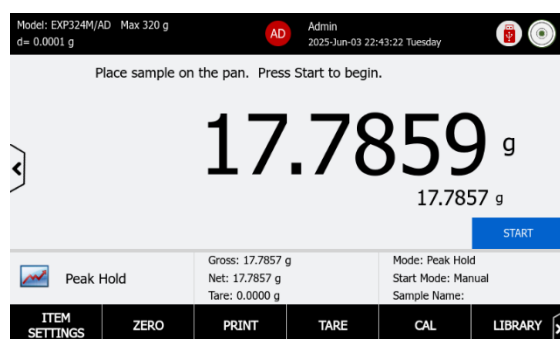 Model: EXP324M/AD Max 320 g
d= 0.0001 g
AD
Admin
2025-Jun-03 22:43:22 Tuesday
Place sample on the pan. Press Start to begin.
17.7859 g
17.7857 g
START
Peak Hold
Gross: 17.7857 g
Net: 17.7857 g
Tare: 0.0000 g
Mode: Peak Hold
Start Mode: Manual
Sample Name:
ITEM SETTINGS
ZERO
PRINT
TARE
CAL
LIBRARY